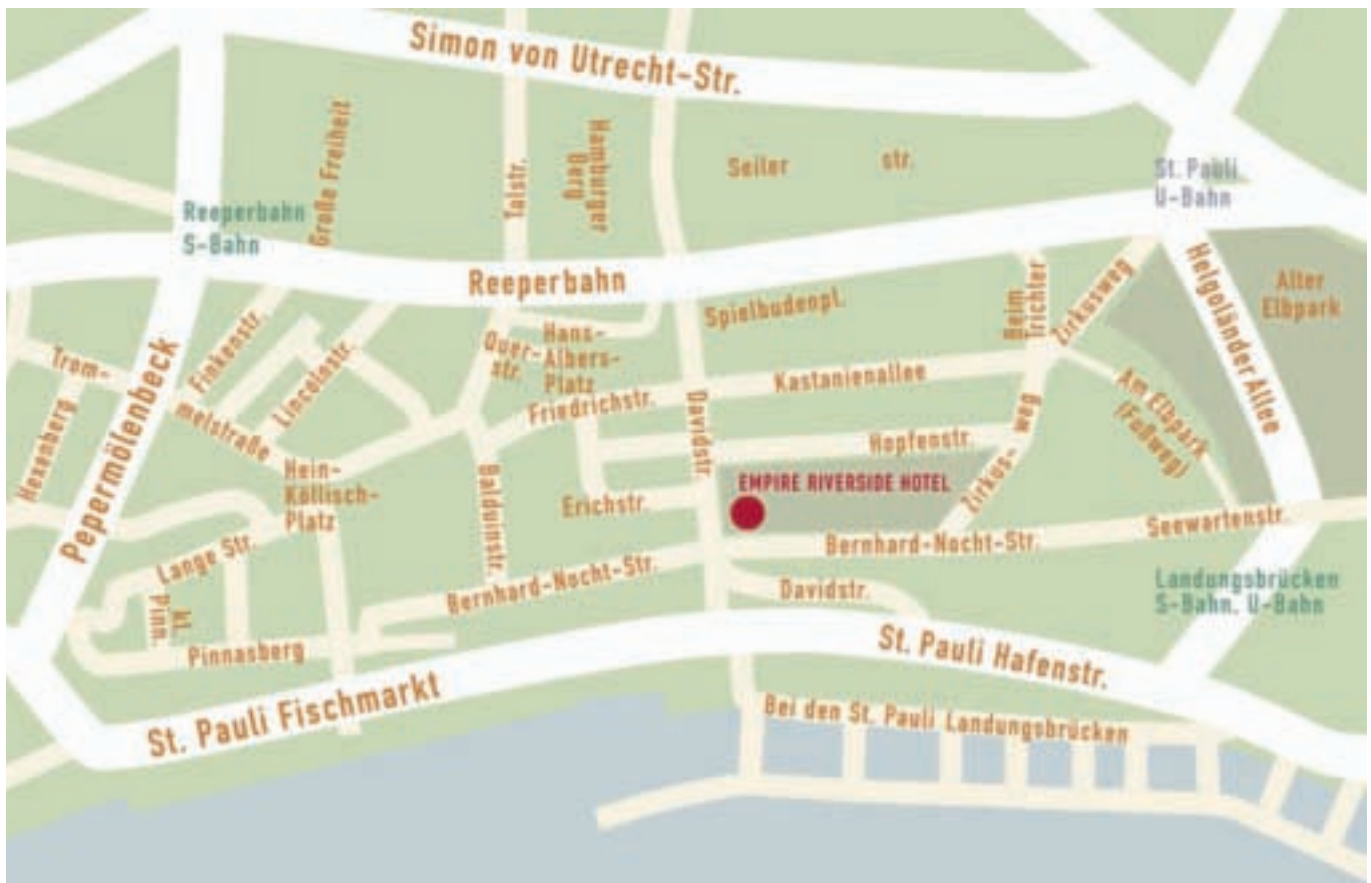 Simon von Utrecht-Str.
Große Freiheit
Talstr.
Hamburger
Berg
Seiler
str.
St. Pauli
U-Bahn
Reeperbahn
S-Bahn
Reeperbahn
Spielbudenpl.
Beim
Trichter
Zirkusweg
Helgoländer Allee
Alter
Elbpark
Hans-
Albers-
Platz
Quer-
str.
Finkenstr.
Lincolnstr.
Trom-
melstraße
Hexenberg
Pepermölenbeck
Friedrichstr.
Kastanienallee
Davidstr.
Hopfenstr.
Zirkus-
weg
Am Elbpark
(Fußweg)
Hein-
Köllisch-
Platz
Balduinstr.
Erichstr.
EMPIRE RIVERSIDE HOTEL
Bernhard-Nocht-Str.
Seewartenstr.
Lange Str.
kl.
Pinn.
Bernhard-Nocht-Str.
Davidstr.
Landungsbrücken
S-Bahn, U-Bahn
Pinnasberg
St. Pauli Fischmarkt
St. Pauli Hafenstr.
Bei den St. Pauli Landungsbrücken